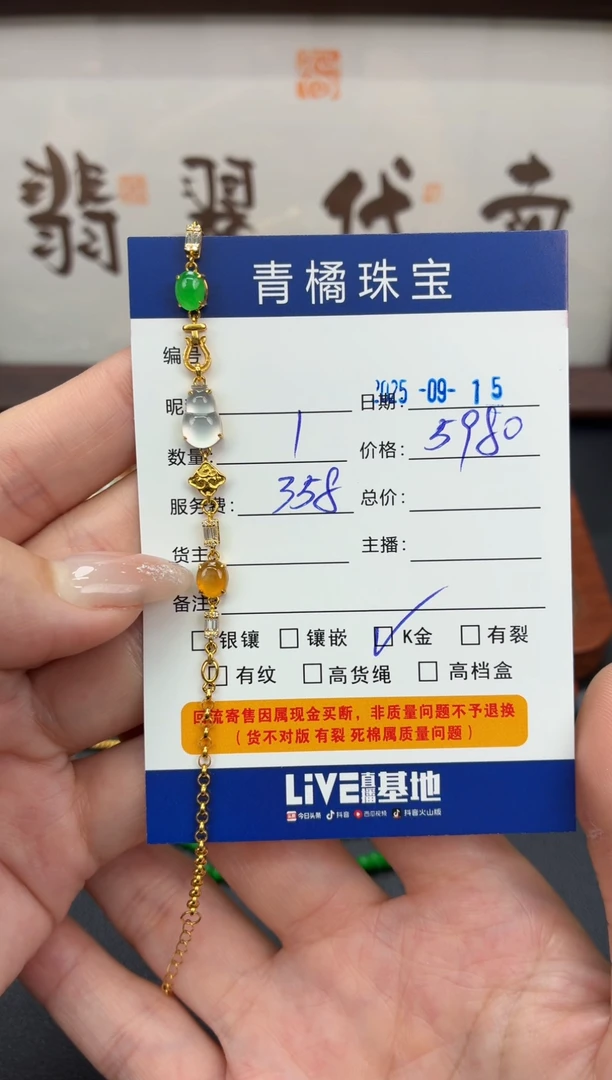 翡翠代南
青橘珠宝
编号
昵
日期: 2025-09-15
数量: 1
价格: 5980
服务费: 358
总价:
货主
主播:
备注
银镶 镶嵌 K金 有裂
有纹 高货绳 高档盒
回流寄售因属现金买断，非质量问题不予退换
（货不对版 有裂 死棉属质量问题）
LiVE直播基地
今日头条 抖音 西瓜视频 抖音火山版